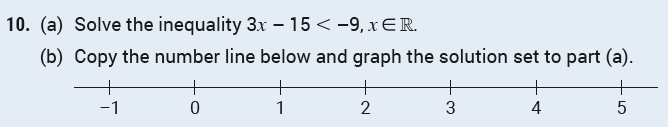 10. (a) Solve the inequality 3x – 15 < –9, x ∈ ℝ.
(b) Copy the number line below and graph the solution set to part (a).
–1 0 1 2 3 4 5